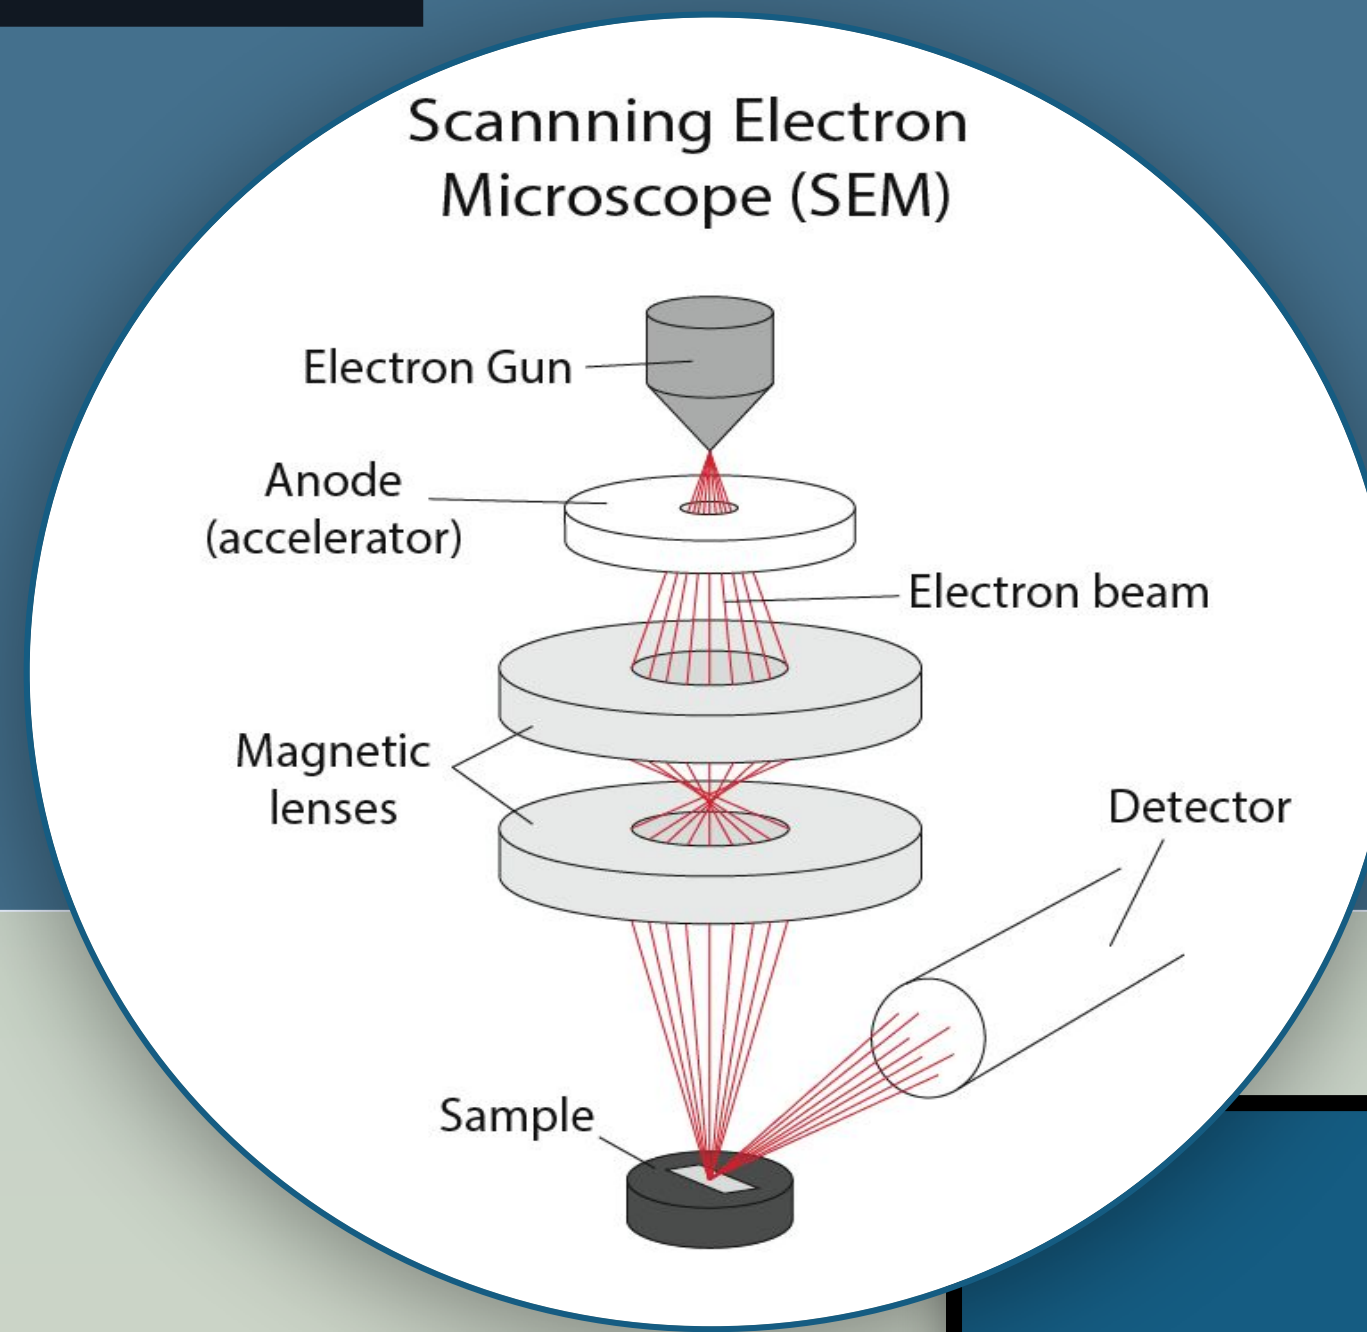 Scannning Electron
Microscope (SEM)
Electron Gun
Anode
(accelerator)
Electron beam
Magnetic
lenses
Detector
Sample